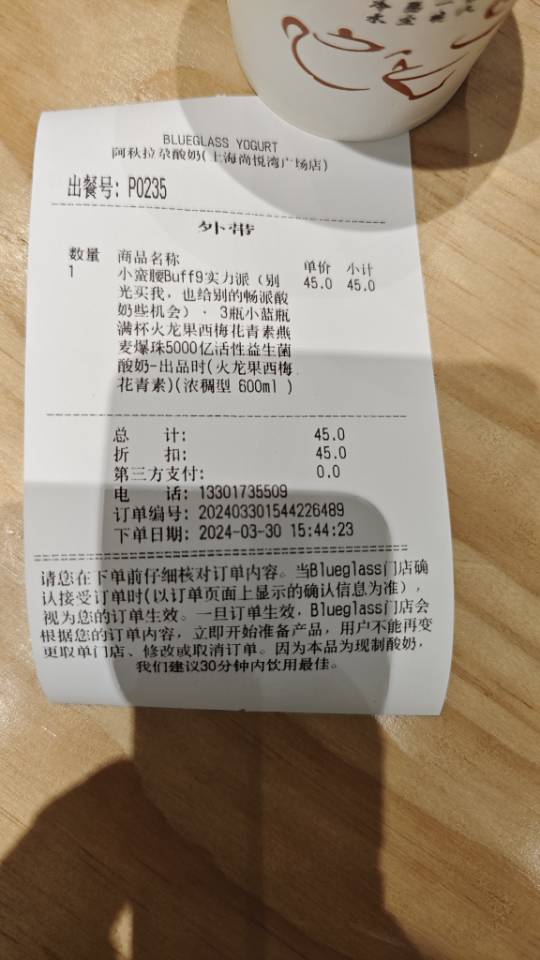 BLUEGLASS YOGURT
阿秋拉尕酸奶(上海尚悦湾广场店)
出餐号: P0235
外带
数量 商品名称 单价 小计
1 小蛮腰Buff9实力派（别 45.0 45.0
光买我，也给别的畅派酸
奶些机会）· 3瓶小蓝瓶
满杯火龙果西梅花青素燕
麦爆珠5000亿活性益生菌
酸奶-出品时(火龙果西梅
花青素)(浓稠型 600ml )
总 计: 45.0
折 扣: 45.0
第三方支付: 0.0
电 话: 13301735509
订单编号: 202403301544226489
下单日期: 2024-03-30 15:44:23
请您在下单前仔细核对订单内容。当Blueglass门店确
认接受订单时(以订单页面上显示的确认信息为准)，
视为您的订单生效。一旦订单生效，Blueglass门店会
根据您的订单内容，立即开始准备产品，用户不能再变
更取单门店、修改或取消订单。因为本品为现制酸奶，
我们建议30分钟内饮用最佳。